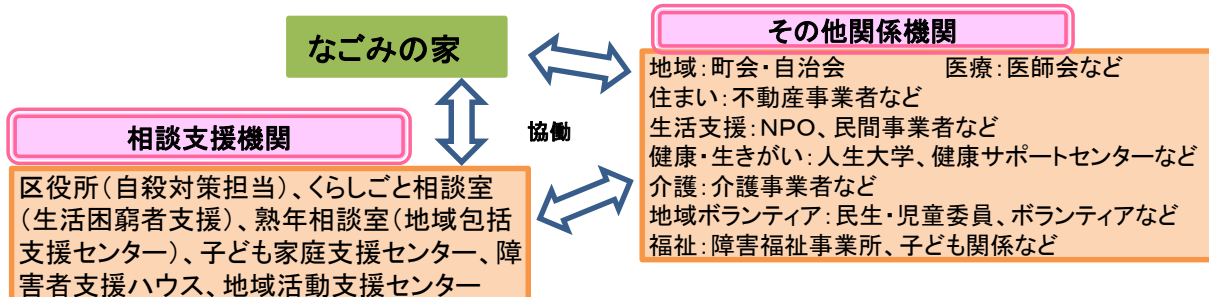 なごみの家
その他関係機関
地域：町会・自治会　医療：医師会など
住まい：不動産事業者など
生活支援：NPO、民間事業者など
健康・生きがい：人生大学、健康サポートセンターなど
介護：介護事業者など
地域ボランティア：民生・児童委員、ボランティアなど
福祉：障害福祉事業所、子ども関係など
協働
相談支援機関
区役所（自殺対策担当）、くらしごと相談室
（生活困窮者支援）、熟年相談室（地域包括
支援センター）、子ども家庭支援センター、障
害者支援ハウス、地域活動支援センター